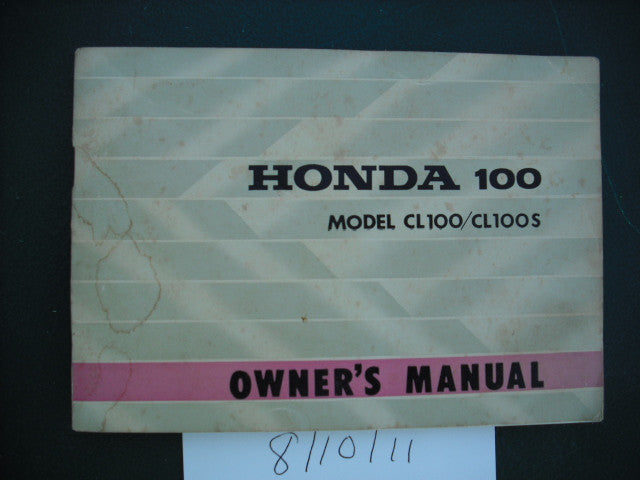 HONDA 100
MODEL CL100/CL100S
OWNER'S MANUAL
8/10/11